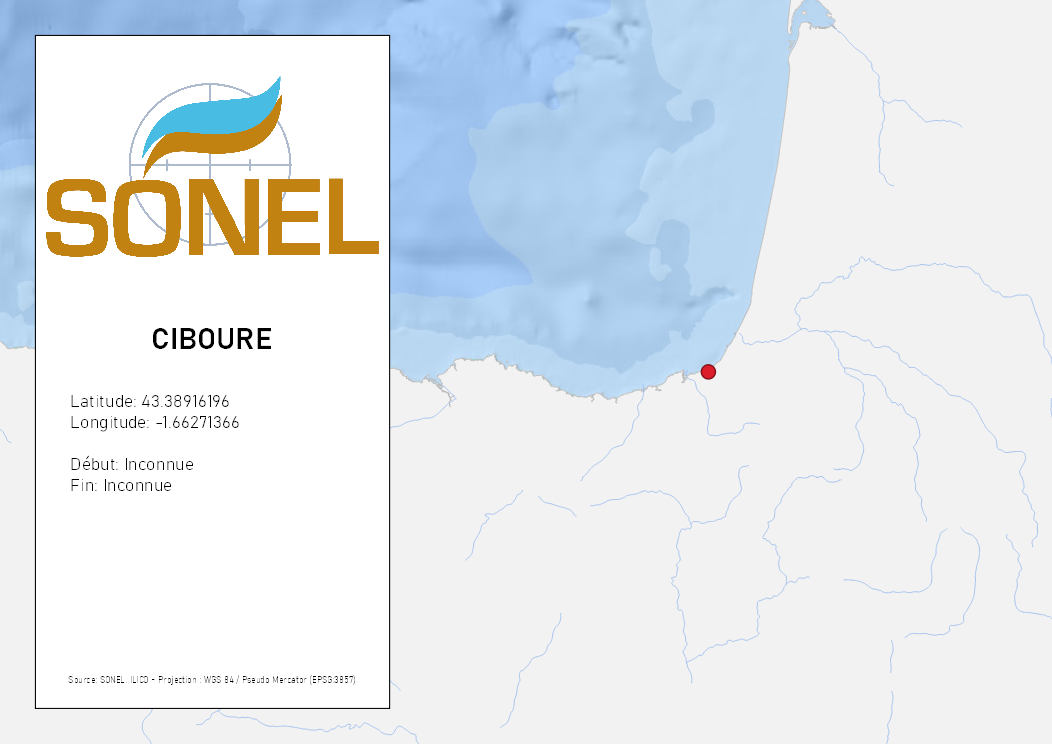 SONEL
CIBOURE
Latitude: 43.38916196
Longitude: -1.66271366
Début: Inconnue
Fin: Inconnue
Source: SONEL, ILICO - Projection : WGS 84 / Pseudo Mercator (EPSG:3857)